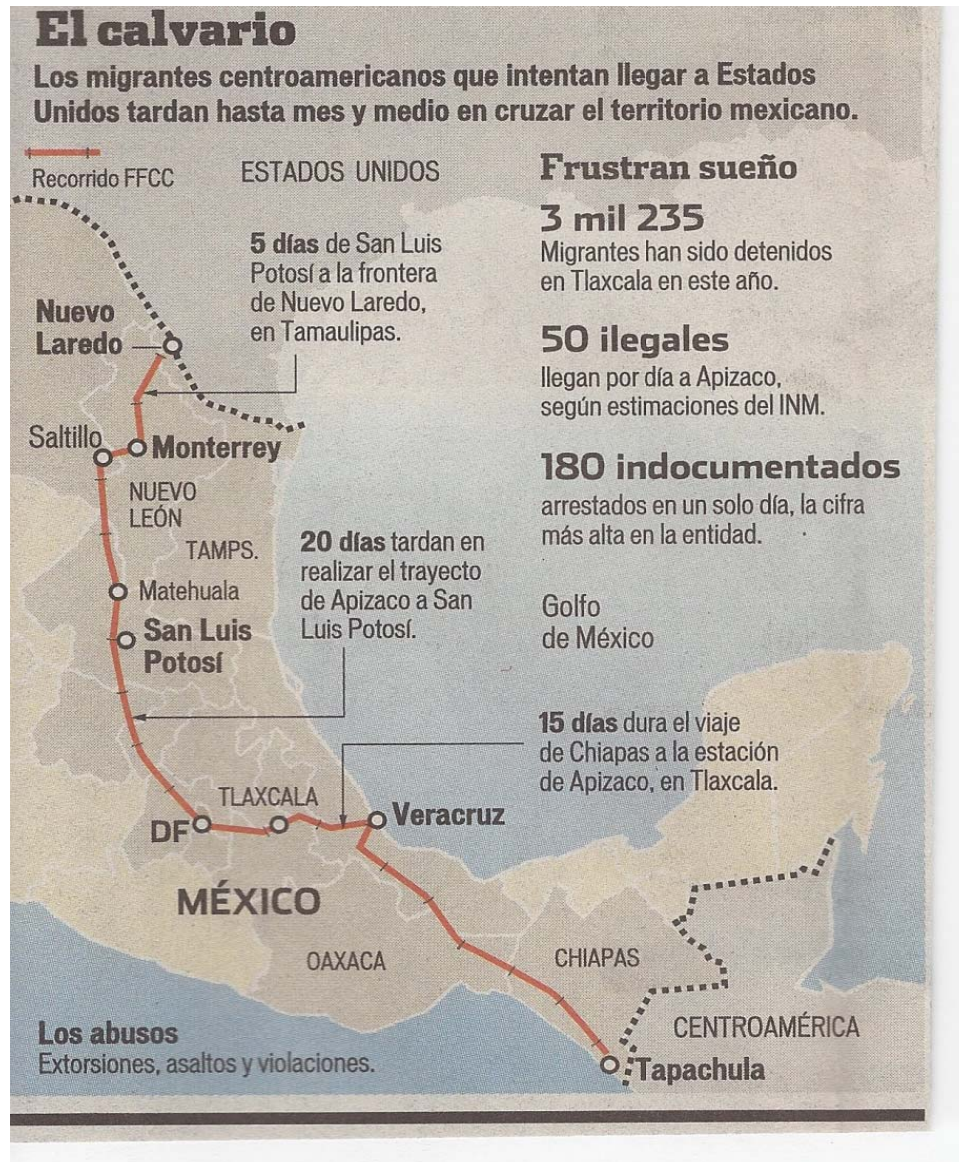 El calvario
Los migrantes centroamericanos que intentan llegar a Estados
Unidos tardan hasta mes y medio en cruzar el territorio mexicano.
Recorrido FFCC
ESTADOS UNIDOS
5 días de San Luis
Potosí a la frontera
de Nuevo Laredo,
en Tamaulipas.
Nuevo
Laredo
Saltillo
Monterrey
NUEVO
LEÓN
TAMPS.
20 días tardan en
realizar el trayecto
de Apizaco a San
Luis Potosí.
Matehuala
San Luis
Potosí
Frustran sueño
3 mil 235
Migrantes han sido detenidos
en Tlaxcala en este año.
50 ilegales
llegan por día a Apizaco,
según estimaciones del INM.
180 indocumentados
arrestados en un solo día, la cifra
más alta en la entidad.
Golfo
de México
15 días dura el viaje
de Chiapas a la estación
de Apizaco, en Tlaxcala.
TLAXCALA
DF
Veracruz
MÉXICO
OAXACA
CHIAPAS
CENTROAMÉRICA
Tapachula
Los abusos
Extorsiones, asaltos y violaciones.